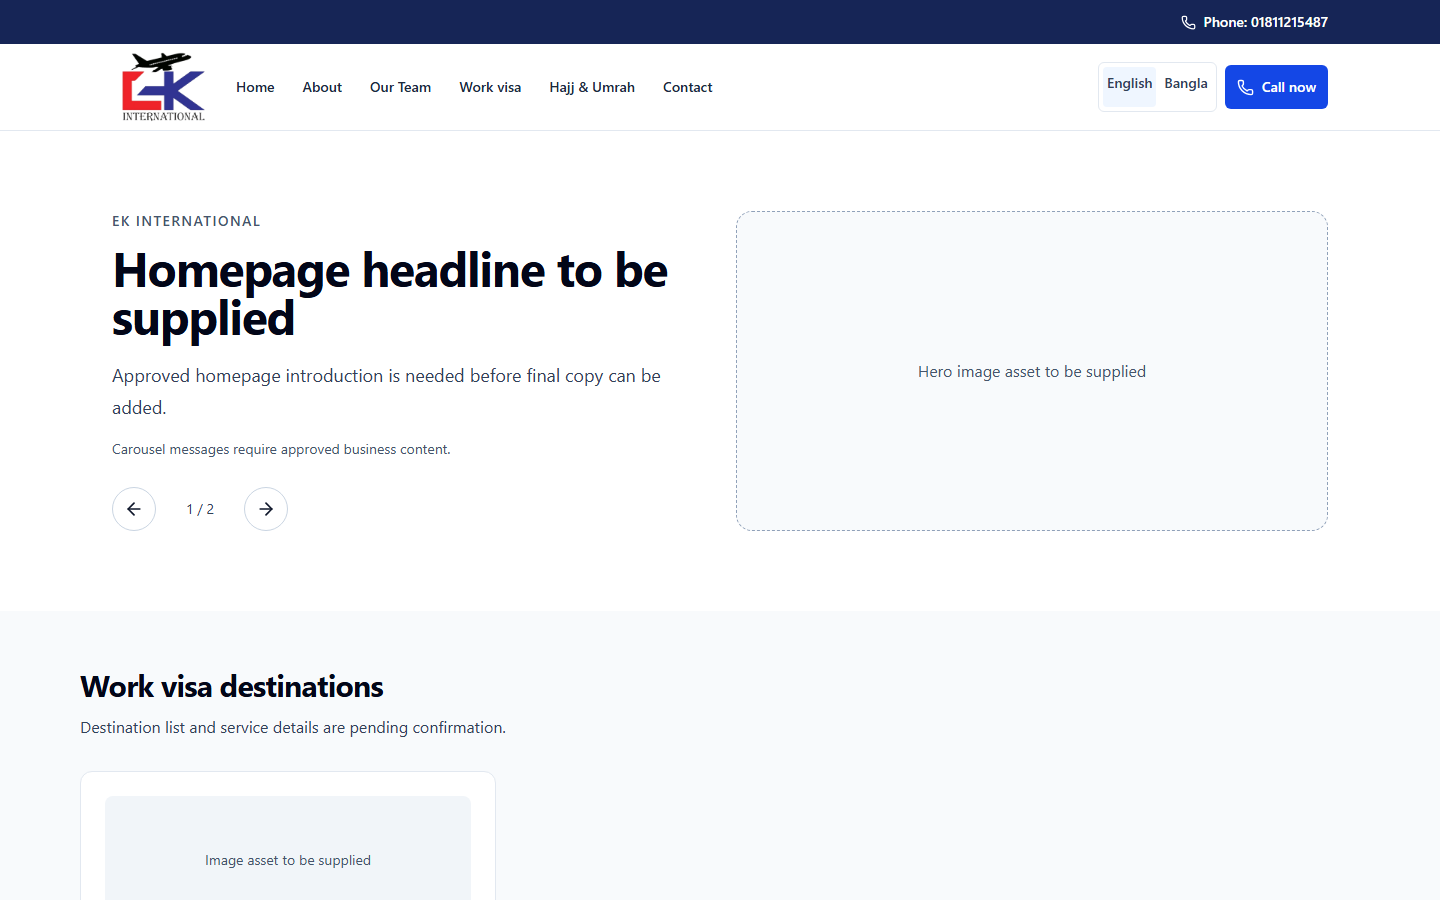 Phone: 01811215487
EK
INTERNATIONAL
Home
About
Our Team
Work visa
Hajj & Umrah
Contact
English
Bangla
Call now
EK INTERNATIONAL
Homepage headline to be
supplied
Approved homepage introduction is needed before final copy can be
added.
Carousel messages require approved business content.
1 / 2
Hero image asset to be supplied
Work visa destinations
Destination list and service details are pending confirmation.
Image asset to be supplied